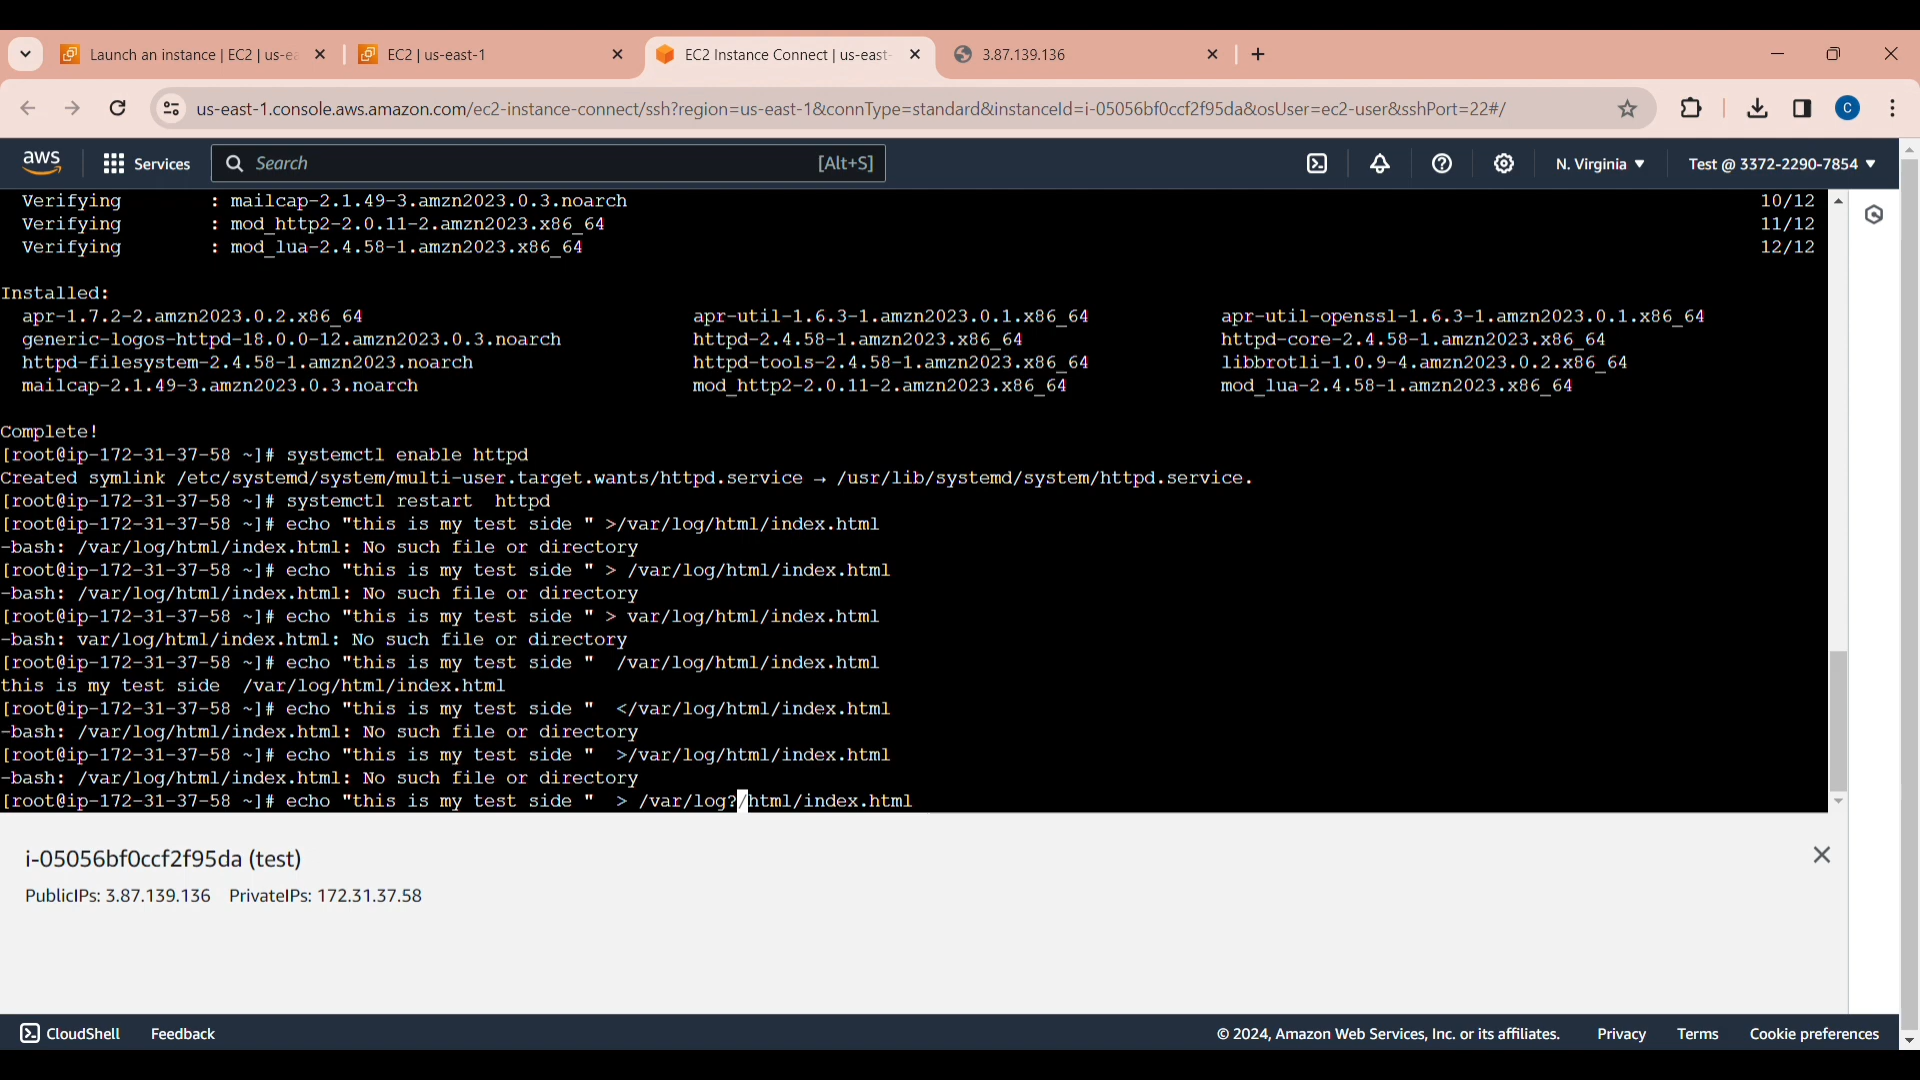 Launch an instance | EC2 | us-ea
EC2 | us-east-1
EC2 Instance Connect | us-east-
3.87.139.136
us-east-1.console.aws.amazon.com/ec2-instance-connect/ssh?region=us-east-1&connType=standard&instanceId=i-05056bf0ccf2f95da&osUser=ec2-user&sshPort=22#/
C
aws
Services
Search
[Alt+S]
N. Virginia
Test @ 3372-2290-7854
Verifying : mailcap-2.1.49-3.amzn2023.0.3.noarch 10/12
Verifying : mod_http2-2.0.11-2.amzn2023.x86_64 11/12
Verifying : mod_lua-2.4.58-1.amzn2023.x86_64 12/12
Installed:
apr-1.7.2-2.amzn2023.0.2.x86_64 apr-util-1.6.3-1.amzn2023.0.1.x86_64 apr-util-openssl-1.6.3-1.amzn2023.0.1.x86_64
generic-logos-httpd-18.0.0-12.amzn2023.0.3.noarch httpd-2.4.58-1.amzn2023.x86_64 httpd-core-2.4.58-1.amzn2023.x86_64
httpd-filesystem-2.4.58-1.amzn2023.noarch httpd-tools-2.4.58-1.amzn2023.x86_64 libbrotli-1.0.9-4.amzn2023.0.2.x86_64
mailcap-2.1.49-3.amzn2023.0.3.noarch mod_http2-2.0.11-2.amzn2023.x86_64 mod_lua-2.4.58-1.amzn2023.x86_64
Complete!
[root@ip-172-31-37-58 ~]# systemctl enable httpd
Created symlink /etc/systemd/system/multi-user.target.wants/httpd.service → /usr/lib/systemd/system/httpd.service.
[root@ip-172-31-37-58 ~]# systemctl restart  httpd
[root@ip-172-31-37-58 ~]# echo "this is my test side " >/var/log/html/index.html
-bash: /var/log/html/index.html: No such file or directory
[root@ip-172-31-37-58 ~]# echo "this is my test side " > /var/log/html/index.html
-bash: /var/log/html/index.html: No such file or directory
[root@ip-172-31-37-58 ~]# echo "this is my test side " > var/log/html/index.html
-bash: var/log/html/index.html: No such file or directory
[root@ip-172-31-37-58 ~]# echo "this is my test side "  /var/log/html/index.html
this is my test side  /var/log/html/index.html
[root@ip-172-31-37-58 ~]# echo "this is my test side "  </var/log/html/index.html
-bash: /var/log/html/index.html: No such file or directory
[root@ip-172-31-37-58 ~]# echo "this is my test side "  >/var/log/html/index.html
-bash: /var/log/html/index.html: No such file or directory
[root@ip-172-31-37-58 ~]# echo "this is my test side "  > /var/log?/html/index.html
i-05056bf0ccf2f95da (test)
PublicIPs: 3.87.139.136 PrivateIPs: 172.31.37.58
CloudShell Feedback © 2024, Amazon Web Services, Inc. or its affiliates. Privacy Terms Cookie preferences